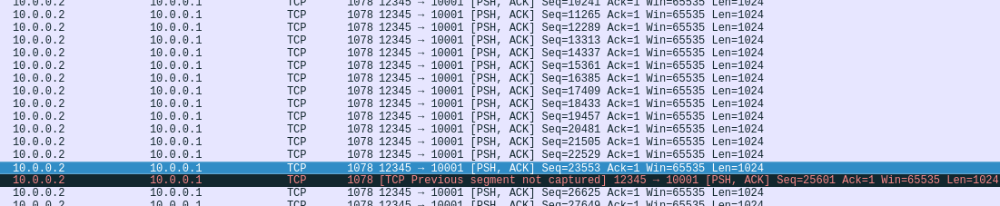 10.0.0.2 10.0.0.1 TCP 1078 12345 → 10001 [PSH, ACK] Seq=10241 Ack=1 Win=65535 Len=1024
10.0.0.2 10.0.0.1 TCP 1078 12345 → 10001 [PSH, ACK] Seq=11265 Ack=1 Win=65535 Len=1024
10.0.0.2 10.0.0.1 TCP 1078 12345 → 10001 [PSH, ACK] Seq=12289 Ack=1 Win=65535 Len=1024
10.0.0.2 10.0.0.1 TCP 1078 12345 → 10001 [PSH, ACK] Seq=13313 Ack=1 Win=65535 Len=1024
10.0.0.2 10.0.0.1 TCP 1078 12345 → 10001 [PSH, ACK] Seq=14337 Ack=1 Win=65535 Len=1024
10.0.0.2 10.0.0.1 TCP 1078 12345 → 10001 [PSH, ACK] Seq=15361 Ack=1 Win=65535 Len=1024
10.0.0.2 10.0.0.1 TCP 1078 12345 → 10001 [PSH, ACK] Seq=16385 Ack=1 Win=65535 Len=1024
10.0.0.2 10.0.0.1 TCP 1078 12345 → 10001 [PSH, ACK] Seq=17409 Ack=1 Win=65535 Len=1024
10.0.0.2 10.0.0.1 TCP 1078 12345 → 10001 [PSH, ACK] Seq=18433 Ack=1 Win=65535 Len=1024
10.0.0.2 10.0.0.1 TCP 1078 12345 → 10001 [PSH, ACK] Seq=19457 Ack=1 Win=65535 Len=1024
10.0.0.2 10.0.0.1 TCP 1078 12345 → 10001 [PSH, ACK] Seq=20481 Ack=1 Win=65535 Len=1024
10.0.0.2 10.0.0.1 TCP 1078 12345 → 10001 [PSH, ACK] Seq=21505 Ack=1 Win=65535 Len=1024
10.0.0.2 10.0.0.1 TCP 1078 12345 → 10001 [PSH, ACK] Seq=22529 Ack=1 Win=65535 Len=1024
10.0.0.2 10.0.0.1 TCP 1078 12345 → 10001 [PSH, ACK] Seq=23553 Ack=1 Win=65535 Len=1024
10.0.0.2 10.0.0.1 TCP 1078 [TCP Previous segment not captured] 12345 → 10001 [PSH, ACK] Seq=25601 Ack=1 Win=65535 Len=1024
10.0.0.2 10.0.0.1 TCP 1078 12345 → 10001 [PSH, ACK] Seq=26625 Ack=1 Win=65535 Len=1024
10.0.0.2 10.0.0.1 TCP 1078 12345 → 10001 [PSH, ACK] Seq=27649 Ack=1 Win=65535 Len=1024